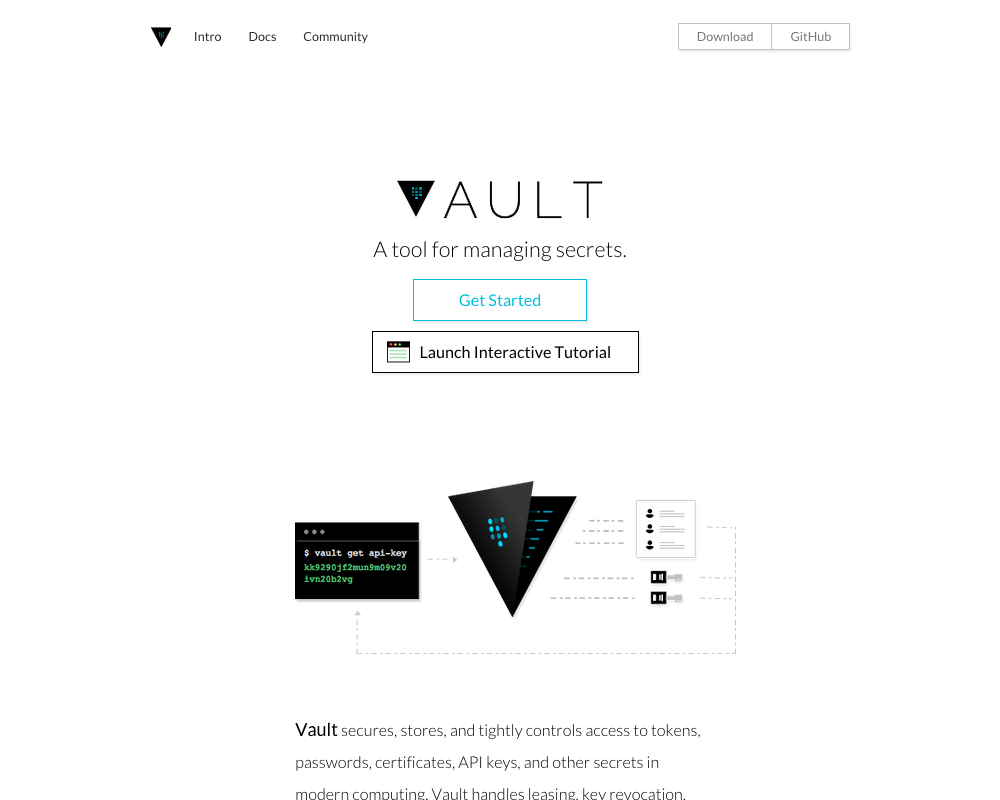 Intro Docs Community Download GitHub
VAULT
A tool for managing secrets.
Get Started
Launch Interactive Tutorial
$ vault get api-key
kk9290jf2mun9m09v20
ivn20b2vg
Vault secures, stores, and tightly controls access to tokens,
passwords, certificates, API keys, and other secrets in
modern computing. Vault handles leasing, key revocation,